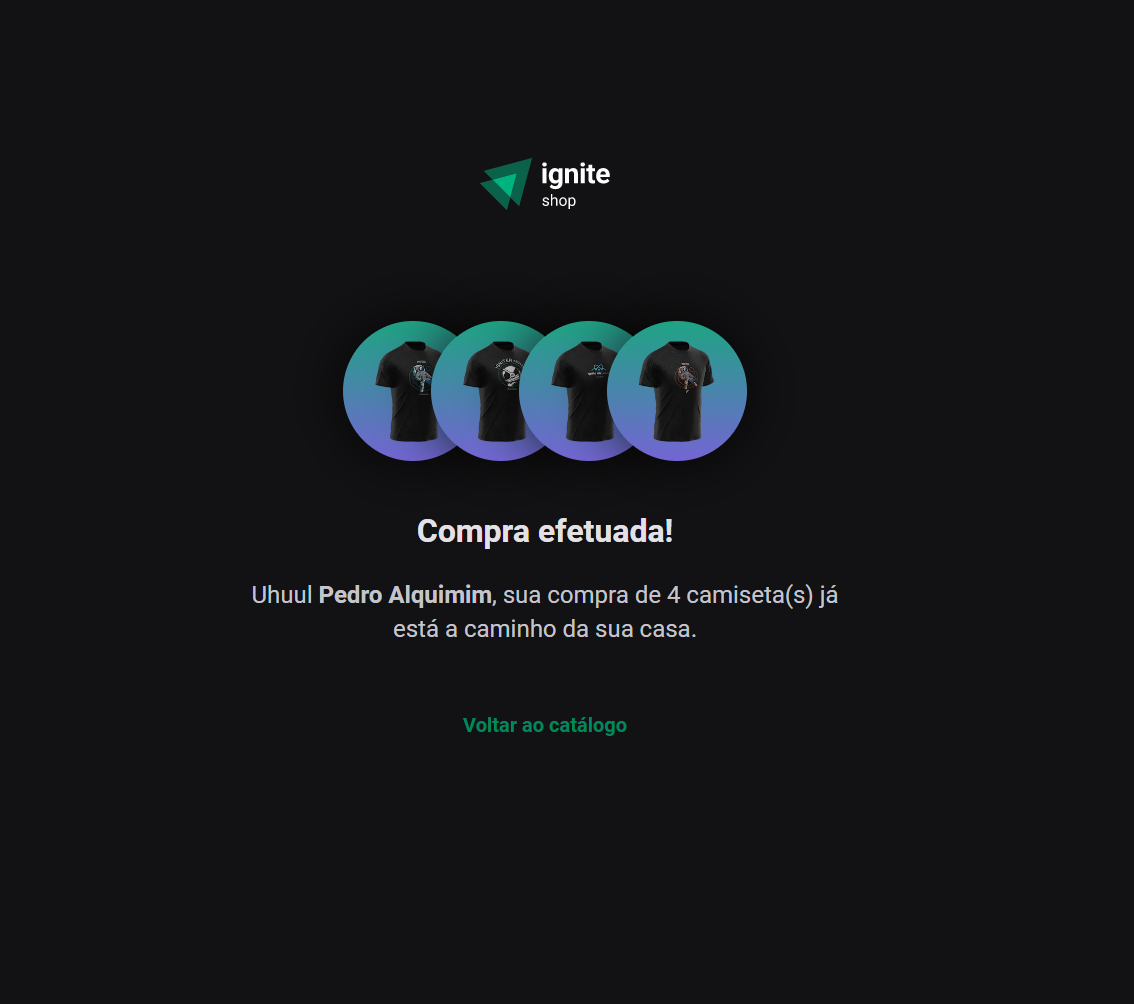 ignite
shop
Compra efetuada!
Uhuul Pedro Alquimim, sua compra de 4 camiseta(s) já
está a caminho da sua casa.
Voltar ao catálogo